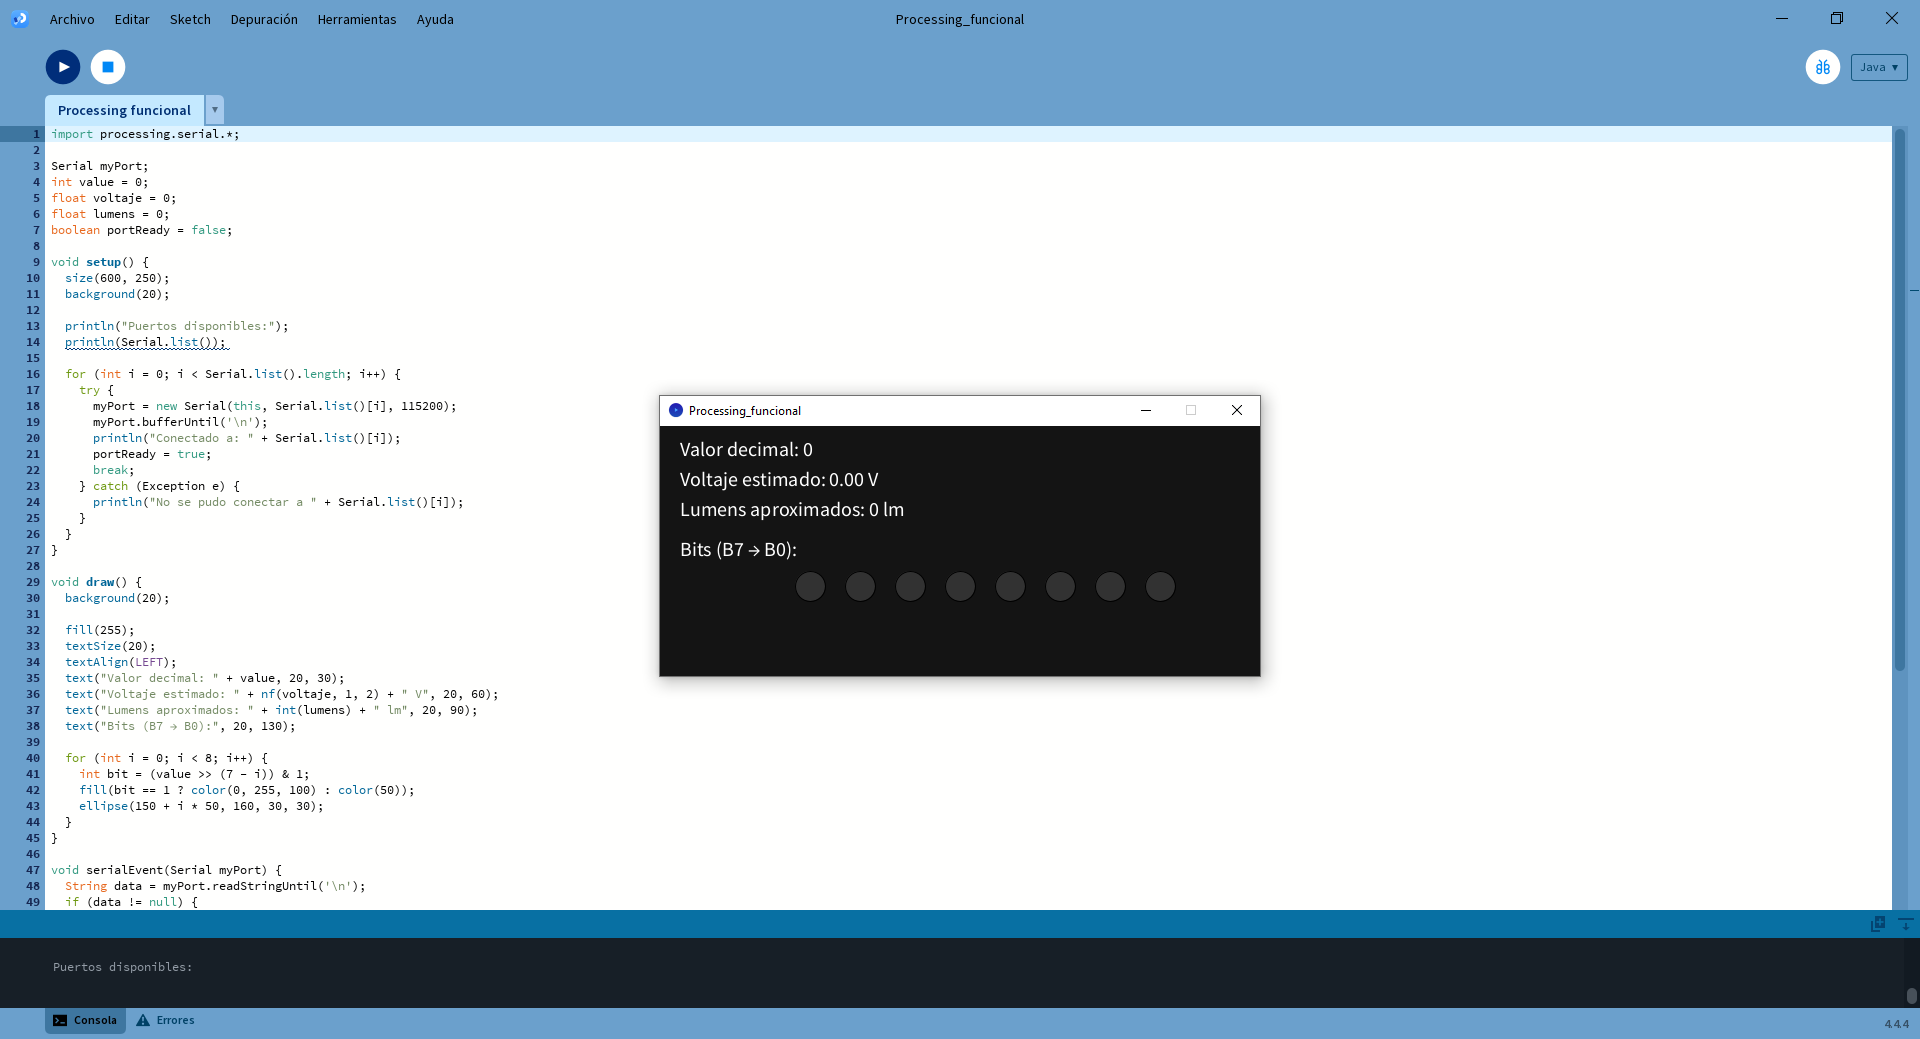 Archivo Editar Sketch Depuración Herramientas Ayuda Processing_funcional
Java ▾
Processing funcional ▾
1 import processing.serial.*;
2
3 Serial myPort;
4 int value = 0;
5 float voltaje = 0;
6 float lumens = 0;
7 boolean portReady = false;
8
9 void setup() {
10 size(600, 250);
11 background(20);
12
13 println("Puertos disponibles:");
14 println(Serial.list());
15
16 for (int i = 0; i < Serial.list().length; i++) {
17 try {
18 myPort = new Serial(this, Serial.list()[i], 115200);
19 myPort.bufferUntil('\n');
20 println("Conectado a: " + Serial.list()[i]);
21 portReady = true;
22 break;
23 } catch (Exception e) {
24 println("No se pudo conectar a " + Serial.list()[i]);
25 }
26 }
27 }
28
29 void draw() {
30 background(20);
31
32 fill(255);
33 textSize(20);
34 textAlign(LEFT);
35 text("Valor decimal: " + value, 20, 30);
36 text("Voltaje estimado: " + nf(voltaje, 1, 2) + " V", 20, 60);
37 text("Lumens aproximados: " + int(lumens) + " lm", 20, 90);
38 text("Bits (B7 → B0):", 20, 130);
39
40 for (int i = 0; i < 8; i++) {
41 int bit = (value >> (7 - i)) & 1;
42 fill(bit == 1 ? color(0, 255, 100) : color(50));
43 ellipse(150 + i * 50, 160, 30, 30);
44 }
45 }
46
47 void serialEvent(Serial myPort) {
48 String data = myPort.readStringUntil('\n');
49 if (data != null) {
Processing_funcional
Valor decimal: 0
Voltaje estimado: 0.00 V
Lumens aproximados: 0 lm
Bits (B7 → B0):
Puertos disponibles:
Consola Errores
4.4.4